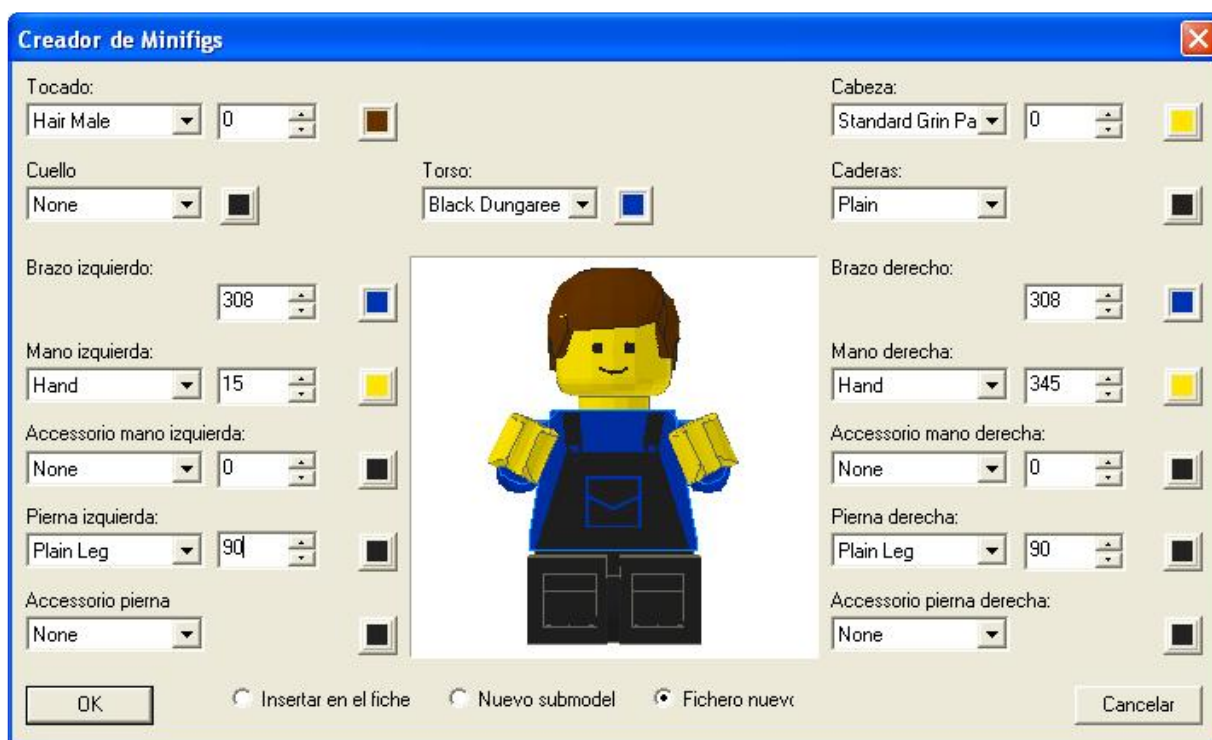 Creador de Minifigs
Tocado:
Hair Male
0
Cabeza:
Standard Grin Pa
0
Cuello
None
Torso:
Black Dungaree
Caderas:
Plain
Brazo izquierdo:
308
Brazo derecho:
308
Mano izquierda:
Hand
15
Mano derecha:
Hand
345
Accessorio mano izquierda:
None
0
Accessorio mano derecha:
None
0
Pierna izquierda:
Plain Leg
90
Pierna derecha:
Plain Leg
90
Accessorio pierna
None
Accessorio pierna derecha:
None
OK
Insertar en el fiche
Nuevo submodel
Fichero nuevo
Cancelar